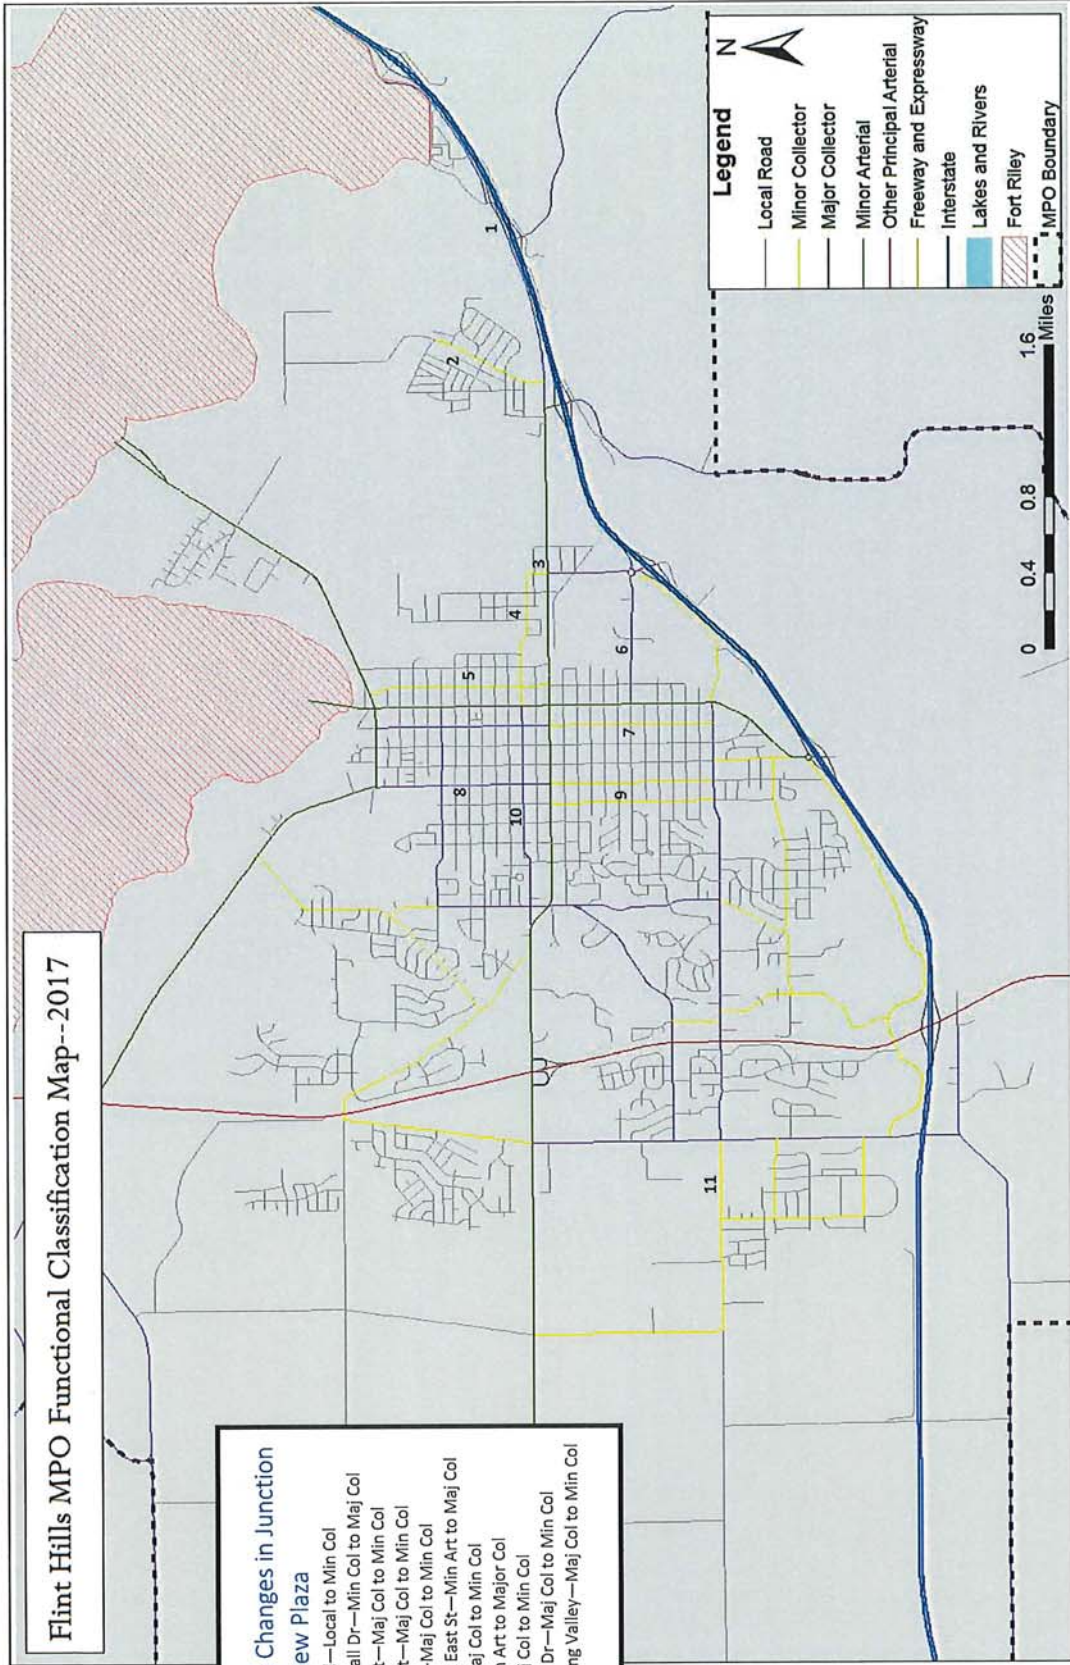 Flint Hills MPO Functional Classification Map--2017
Changes in Junction
ew Plaza
—Local to Min Col
all Dr—Min Col to Maj Col
t—Maj Col to Min Col
t—Maj Col to Min Col
-Maj Col to Min Col
East St—Min Art to Maj Col
aj Col to Min Col
Art to Major Col
Col to Min Col
Dr—Maj Col to Min Col
ng Valley—Maj Col to Min Col
1
2
3
4
5
6
7
8
9
10
11
Legend
N
Local Road
Minor Collector
Major Collector
Minor Arterial
Other Principal Arterial
Freeway and Expressway
Interstate
Lakes and Rivers
Fort Riley
MPO Boundary
0 0.4 0.8 1.6
Miles